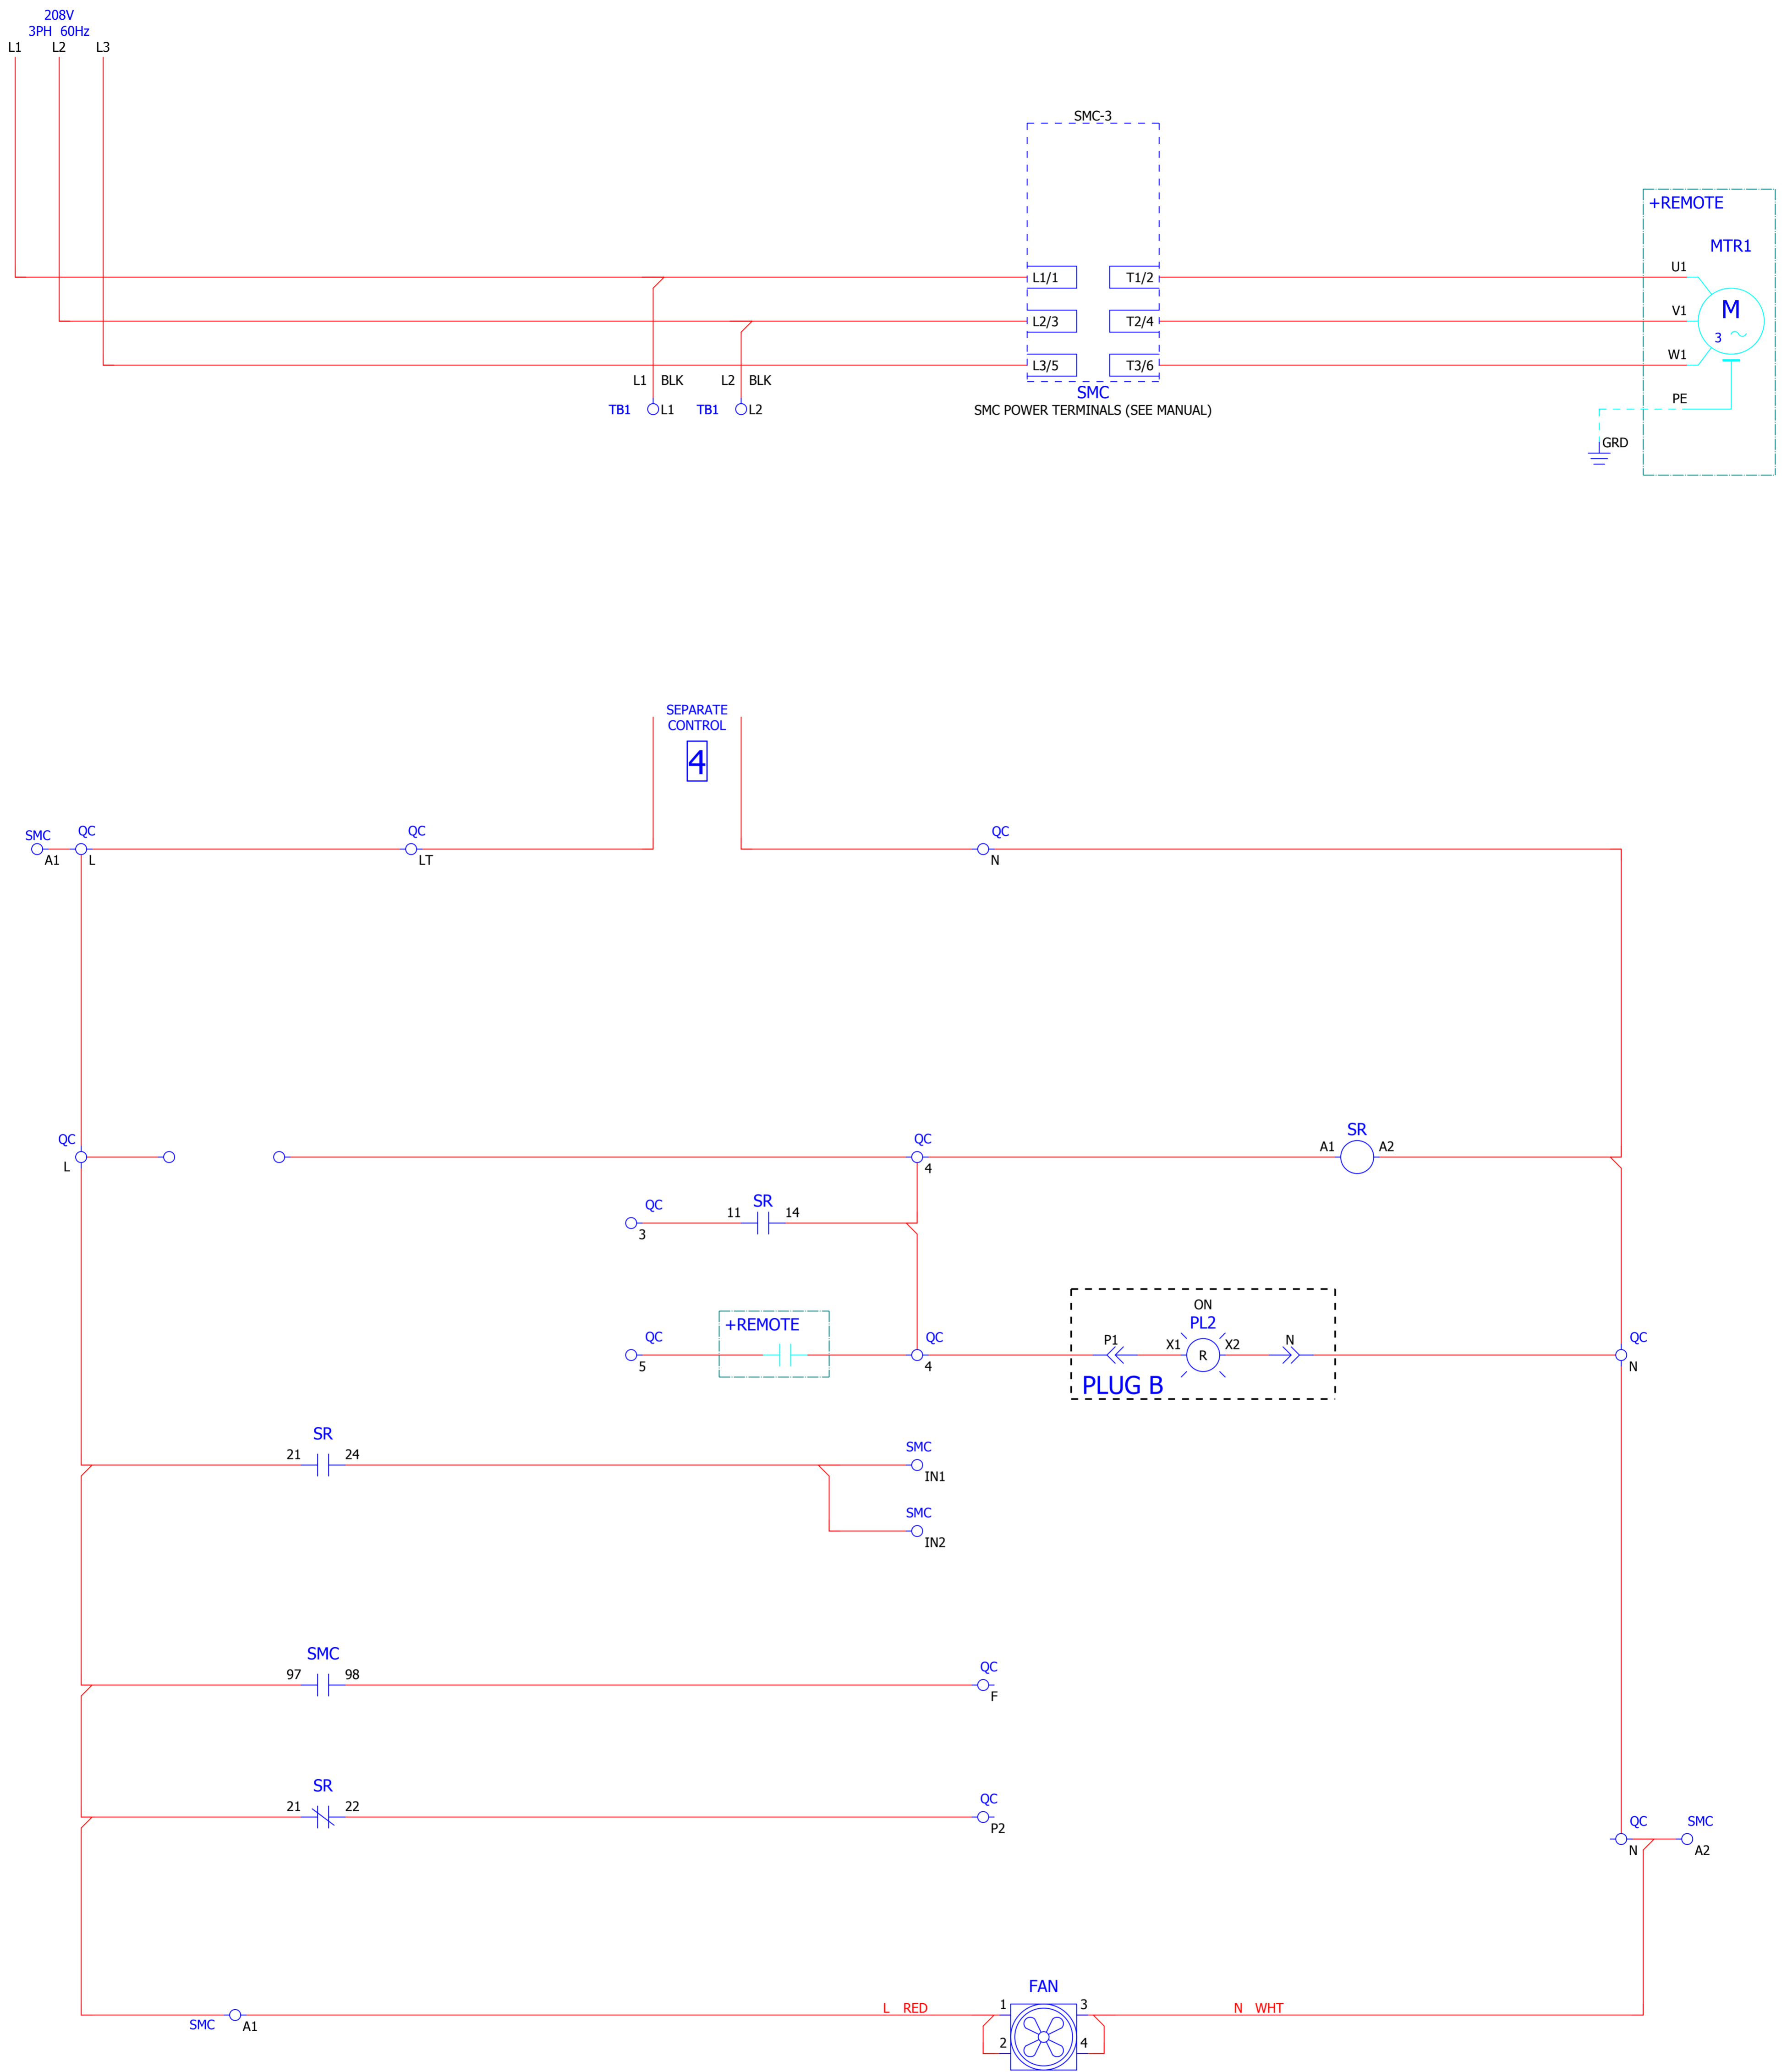 208V
3PH 60Hz
L1 L2 L3
SMC-3
+REMOTE
MTR1
U1
L1/1 T1/2
V1
M
L2/3 T2/4
3
W1
L3/5 T3/6
L1 BLK L2 BLK
SMC
PE
TB1 L1 TB1 L2
SMC POWER TERMINALS (SEE MANUAL)
GRD
SEPARATE
CONTROL
4
SMC QC QC QC
A1 L LT N
QC QC SR
A1 A2
L 4
QC SR
11 14
3
ON
+REMOTE PL2
QC QC P1 X1 X2 N QC
R
5 4 N
PLUG B
SR
21 24 SMC
IN1
SMC
IN2
SMC
97 98 QC
F
SR
21 22 QC
P2
QC SMC
N A2
FAN
L RED 1 3 N WHT
SMC A1
2 4